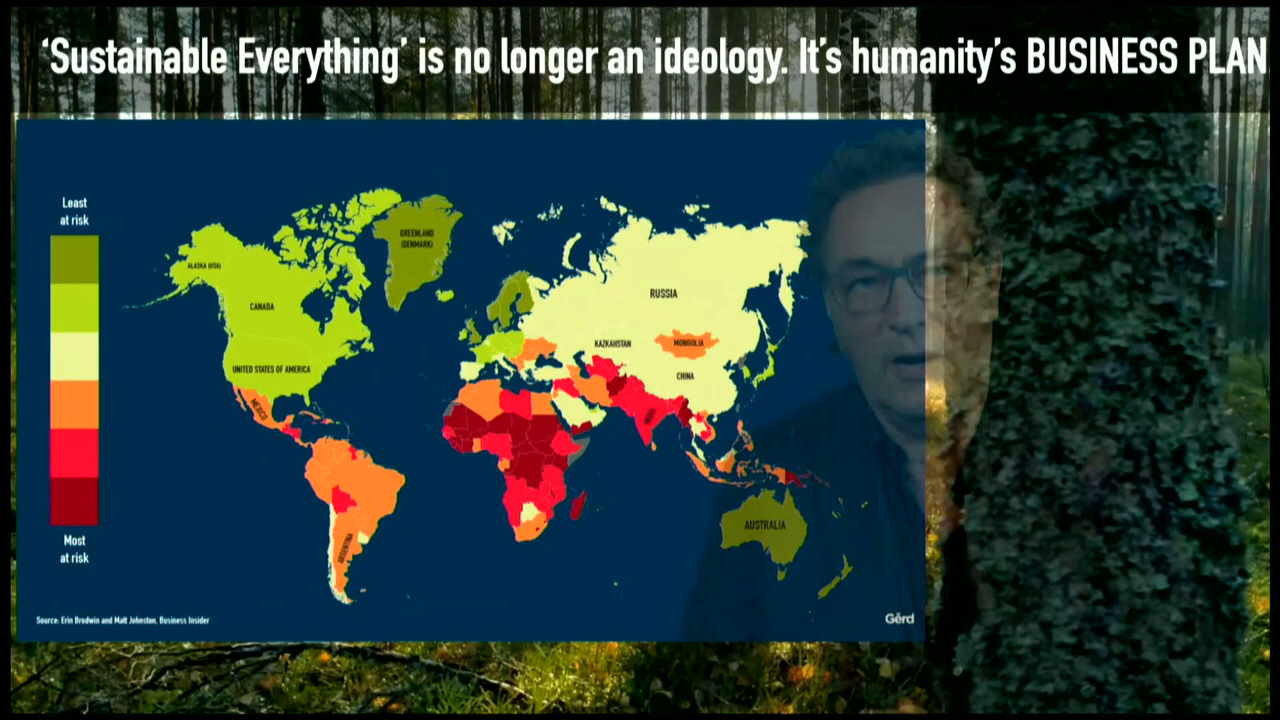 ‘Sustainable Everything’ is no longer an ideology. It’s humanity’s BUSINESS PLAN
Least
at risk
GREENLAND
(DENMARK)
ALASKA (USA)
CANADA
RUSSIA
UNITED STATES OF AMERICA
KAZKAHSTAN
MONGOLIA
CHINA
MEXICO
AUSTRALIA
ARGENTINA
Most
at risk
Source: Erin Brodwin and Matt Johnston, Business Insider
Gerd